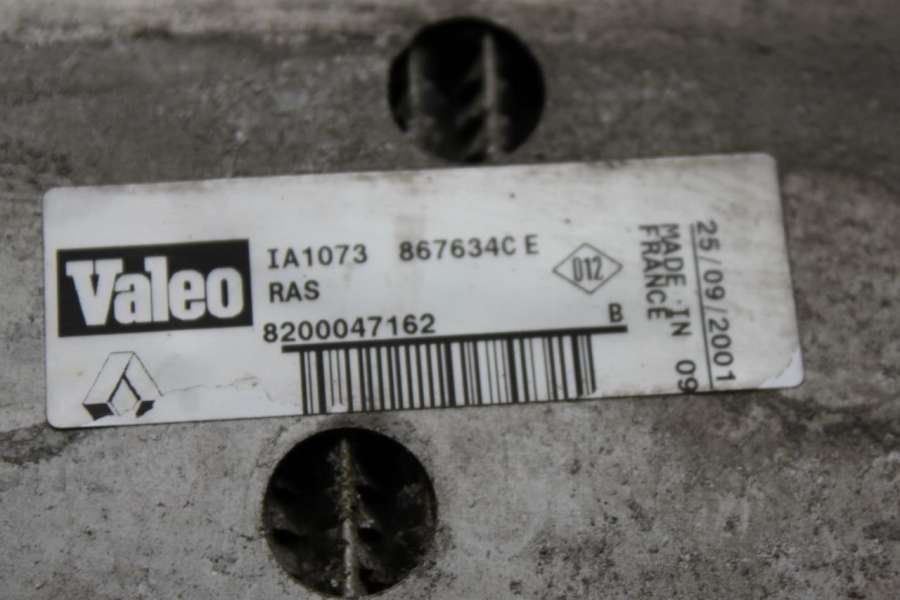 Valeo
IA1073 867634C E
RAS
8200047162
D12
B
25/09/2001
MADE IN 09
FRANCE